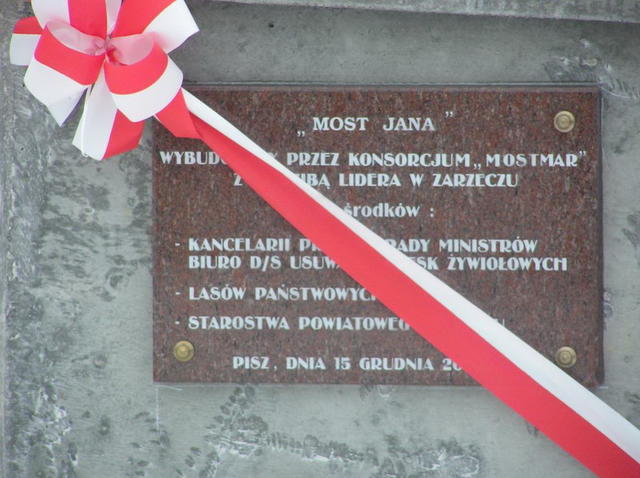 „MOST JANA”
PRZEZ KONSORCJUM „MOSTMAR”
Z LIDERA W ZARZECZU
środków :
- KANCELARII RADY MINISTRÓW
BIURO D/S ŻYWIOŁOWYCH
- LASÓW PAŃSTWOWYCH
- STAROSTWA POWIATOWEGO
PISZ, DNIA 15 GRUDNIA